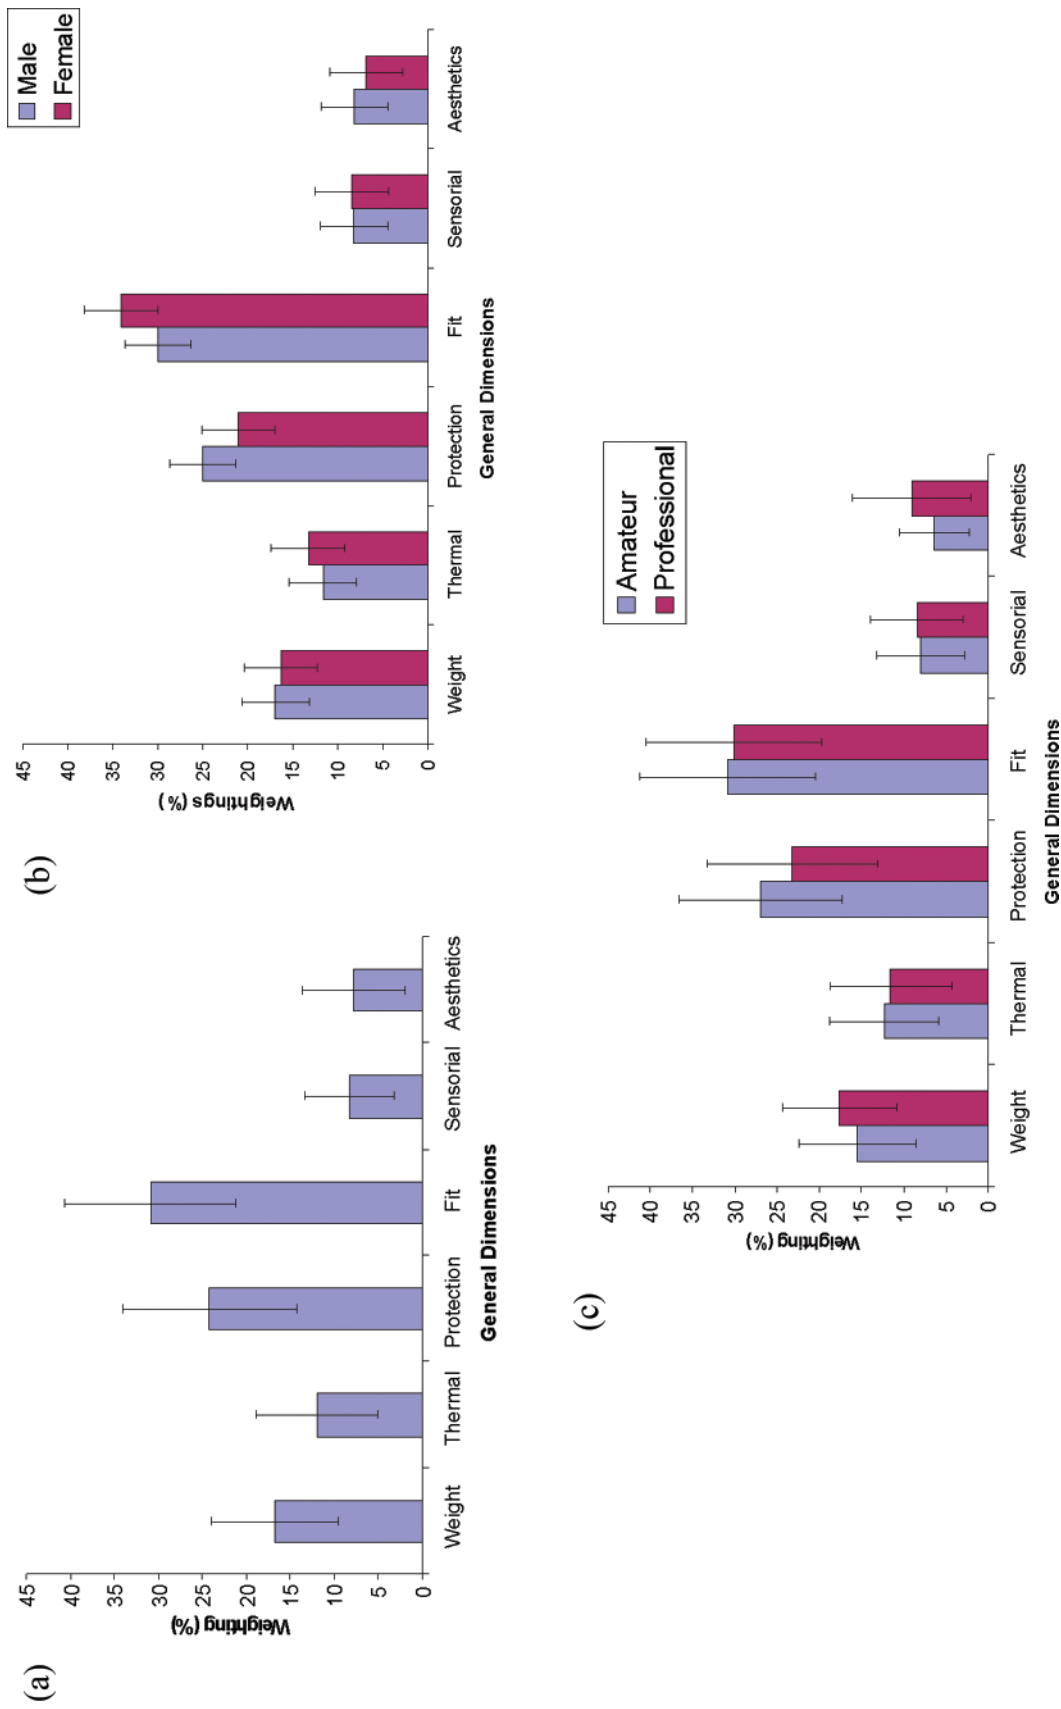 (a)
Weighting (%)
45
40
35
30
25
20
15
10
5
0
Weight Thermal Protection Fit Sensorial Aesthetics
General Dimensions
(b)
Male
Female
Weightings (%)
45
40
35
30
25
20
15
10
5
0
Weight Thermal Protection Fit Sensorial Aesthetics
General Dimensions
(c)
Amateur
Professional
Weighting (%)
45
40
35
30
25
20
15
10
5
0
Weight Thermal Protection Fit Sensorial Aesthetics
General Dimensions